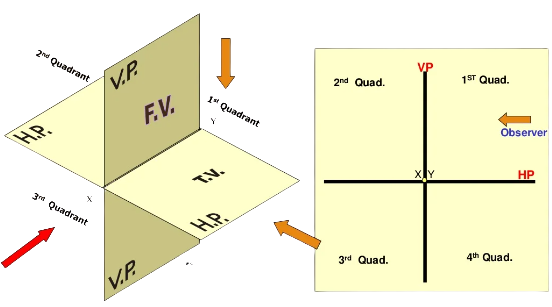 2nd Quadrant
V.P.
F.V.
1st Quadrant
Y
H.P.
T.V.
X
3rd Quadrant
H.P.
V.P.
VP
2nd Quad.
1ST Quad.
Observer
X Y
HP
3rd Quad.
4th Quad.